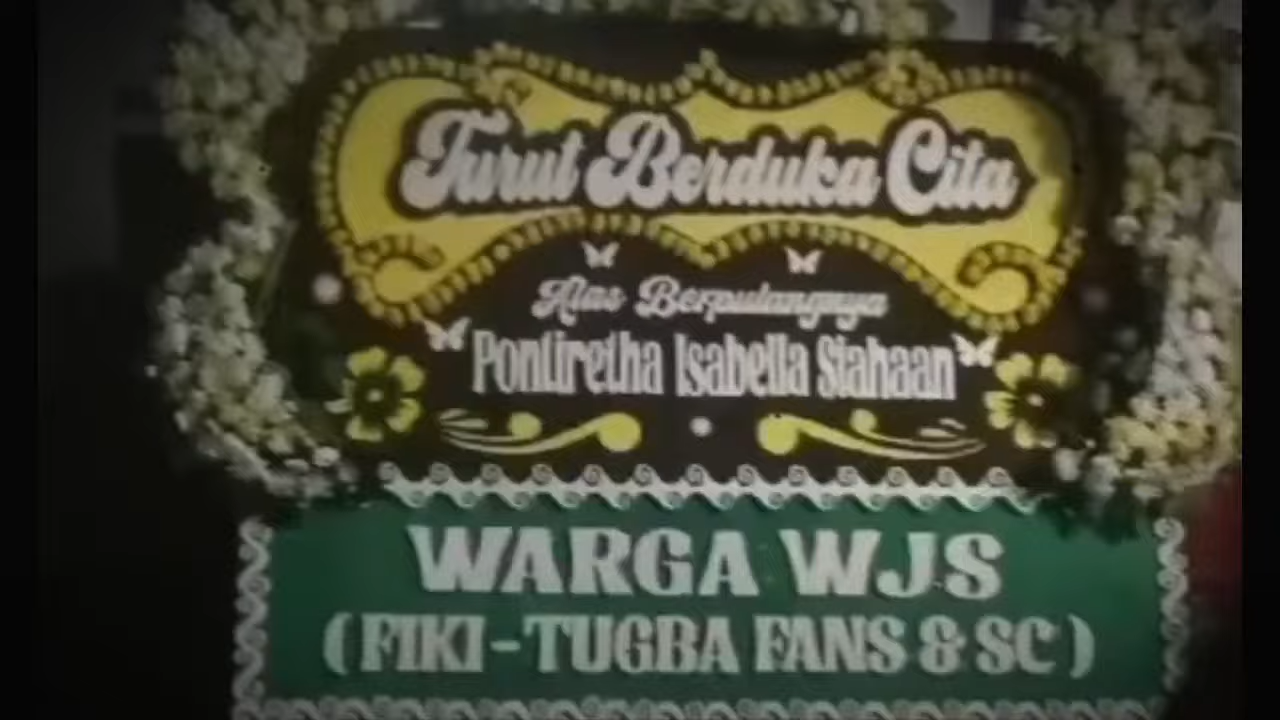 Turut Berduka Cita
Atas Berpulangnya
Pontiretha Isabella Siahaan
WARGA WJS
( FIKI - TUGBA FANS & SC )